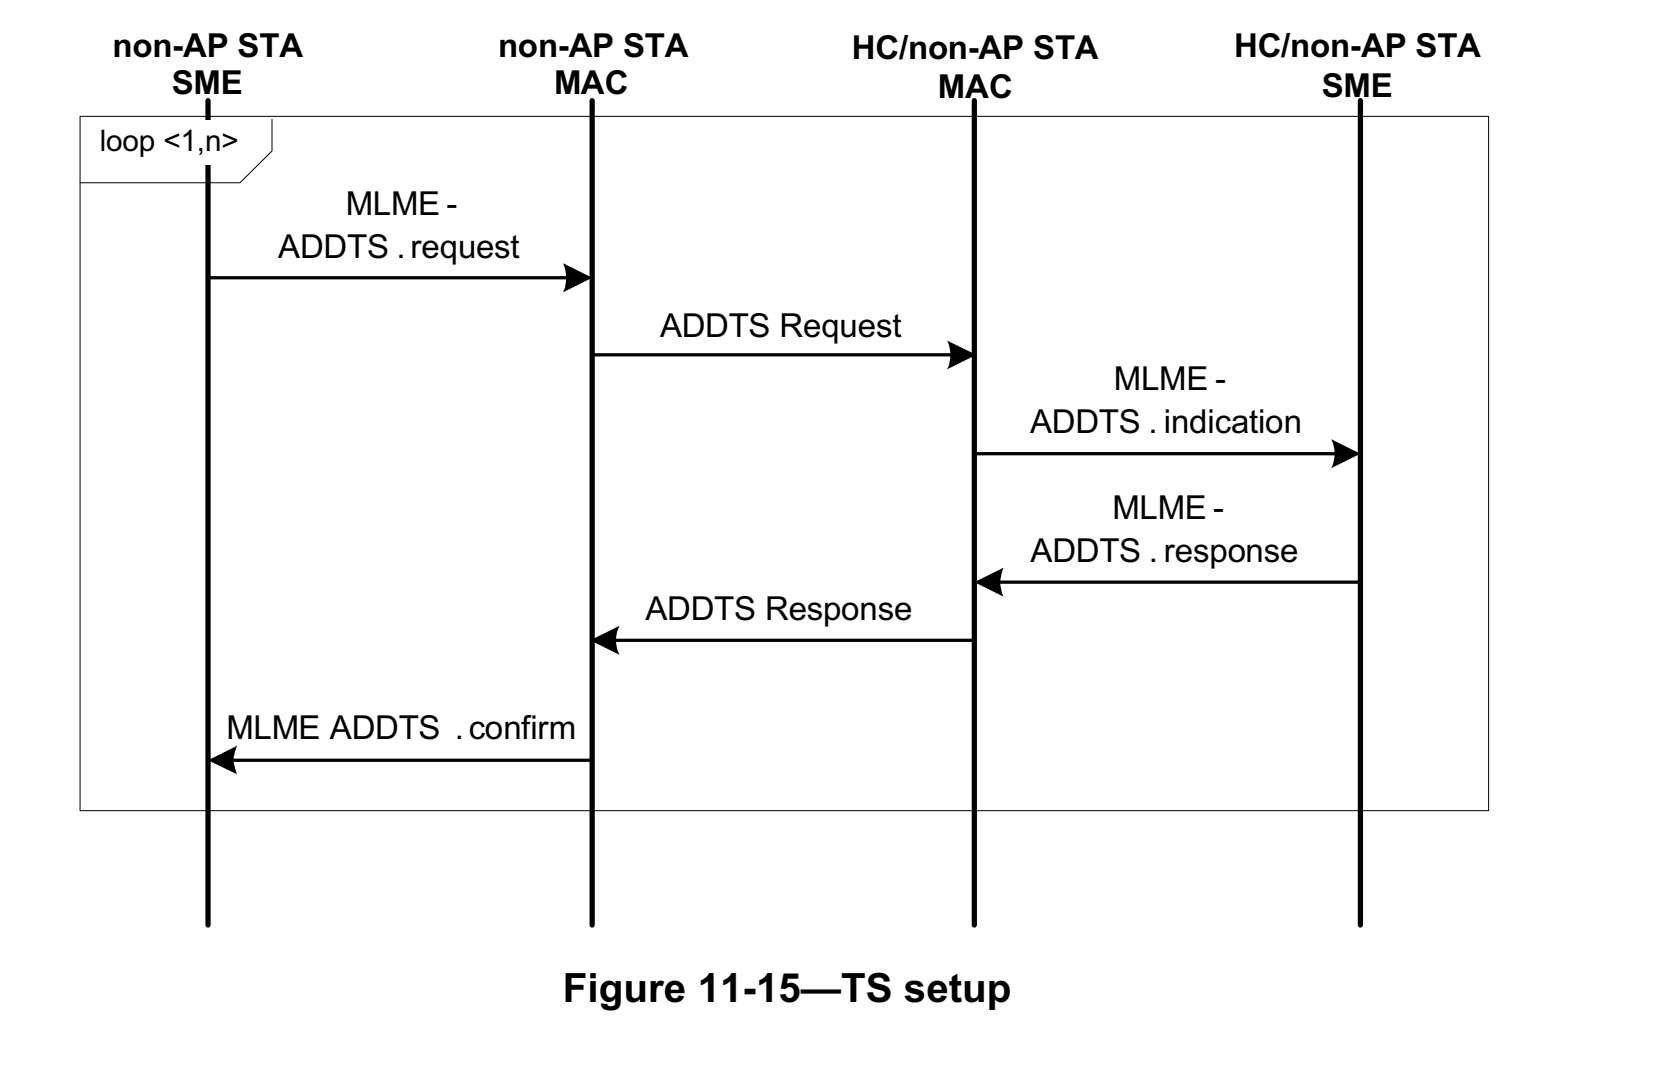 non-AP STA
SME
non-AP STA
MAC
HC/non-AP STA
MAC
HC/non-AP STA
SME
loop <1,n>
MLME -
ADDTS . request
ADDTS Request
MLME -
ADDTS . indication
MLME -
ADDTS . response
ADDTS Response
MLME ADDTS . confirm
Figure 11-15—TS setup